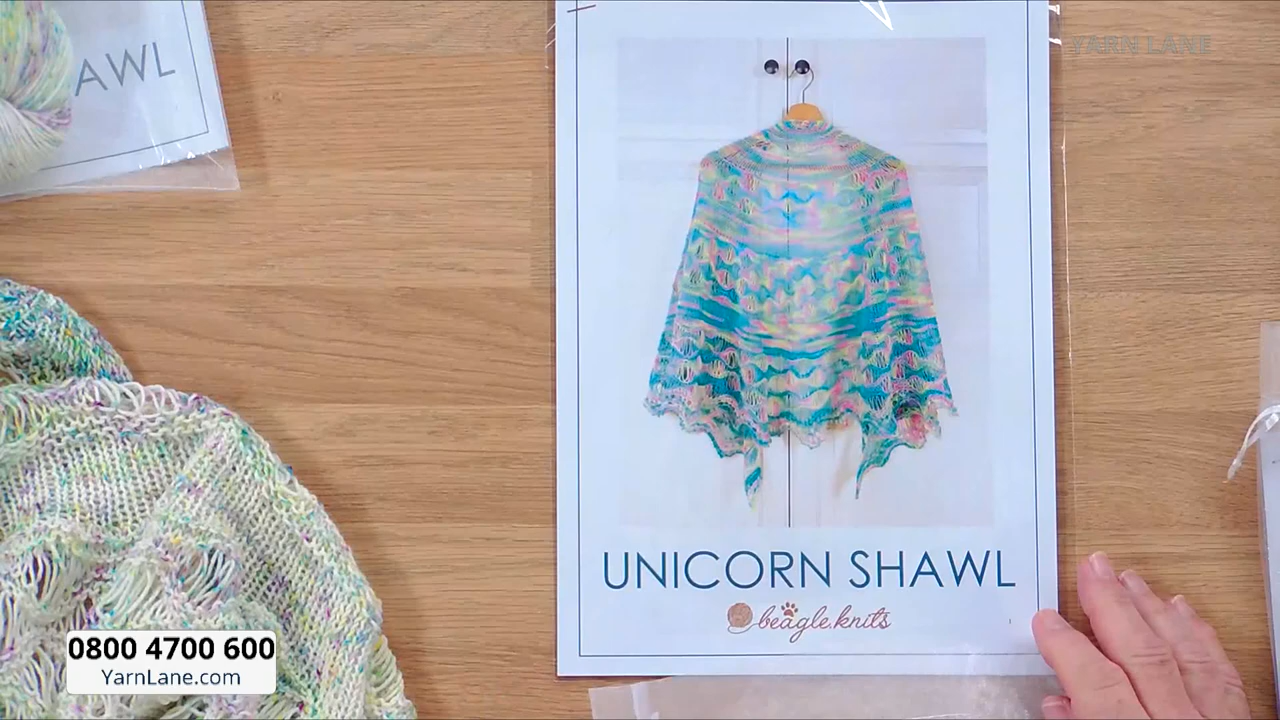 AWL
YARN LANE
UNICORN SHAWL
beagle.knits
0800 4700 600
YarnLane.com